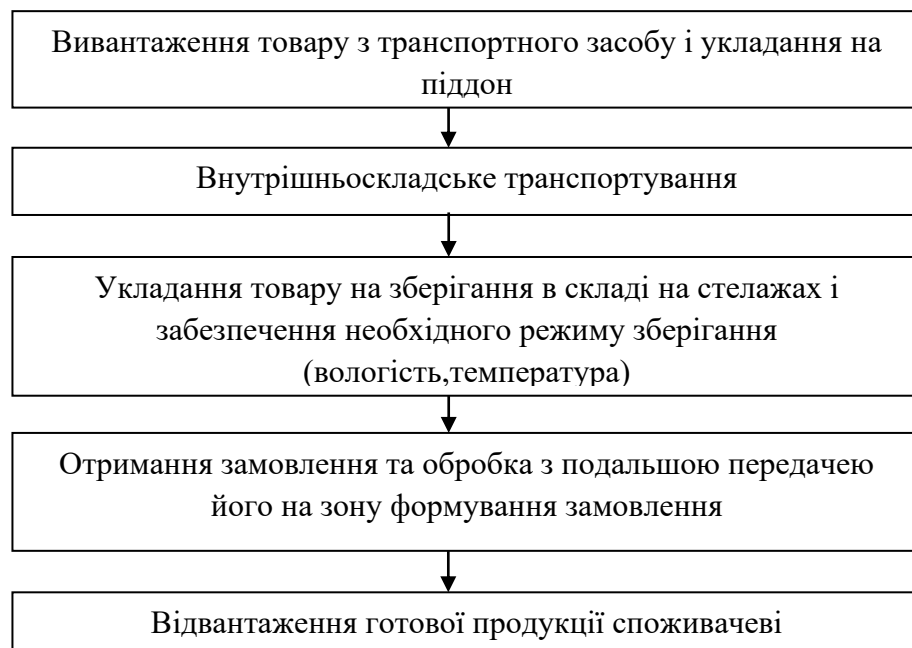 Вивантаження товару з транспортного засобу і укладання на
піддон
Внутрішньоскладське транспортування
Укладання товару на зберігання в складі на стелажах і
забезпечення необхідного режиму зберігання
(вологість,температура)
Отримання замовлення та обробка з подальшою передачею
його на зону формування замовлення
Відвантаження готової продукції споживачеві